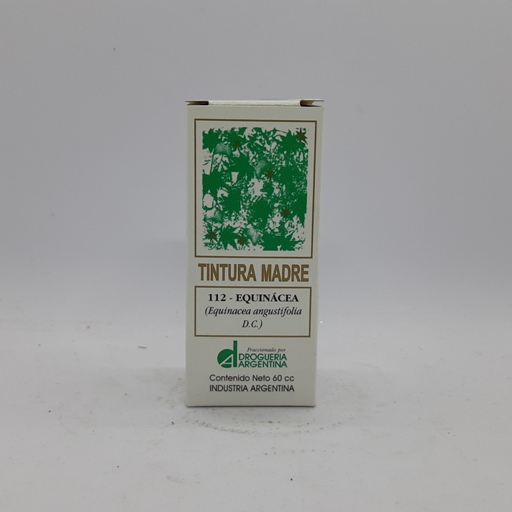 TINTURA MADRE
112 - EQUINÁCEA
(Equinacea angustifolia
D.C.)
Fraccionado por
DROGUERIA
ARGENTINA
Contenido Neto 60 cc
INDUSTRIA ARGENTINA